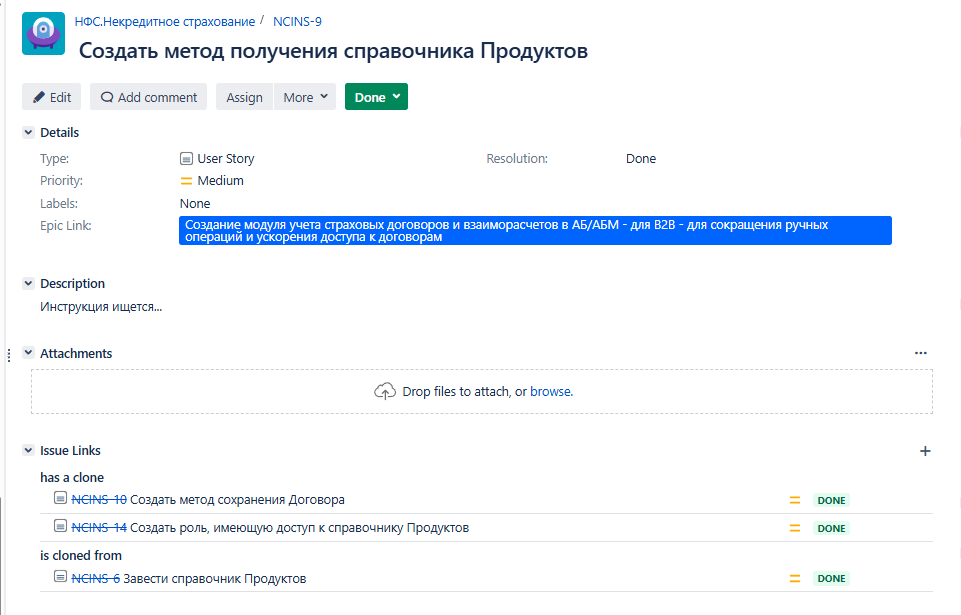 НФС.Некредитное страхование / NCINS-9
Создать метод получения справочника Продуктов
Edit Add comment Assign More Done
Details
Type: User Story Resolution: Done
Priority: Medium
Labels: None
Epic Link: Создание модуля учета страховых договоров и взаиморасчетов в АБ/АБМ - для B2B - для сокращения ручных
операций и ускорения доступа к договорам
Description
Инструкция ищется...
Attachments
Drop files to attach, or browse.
Issue Links
has a clone
NCINS-10 Создать метод сохранения Договора DONE
NCINS-14 Создать роль, имеющую доступ к справочнику Продуктов DONE
is cloned from
NCINS-6 Завести справочник Продуктов DONE